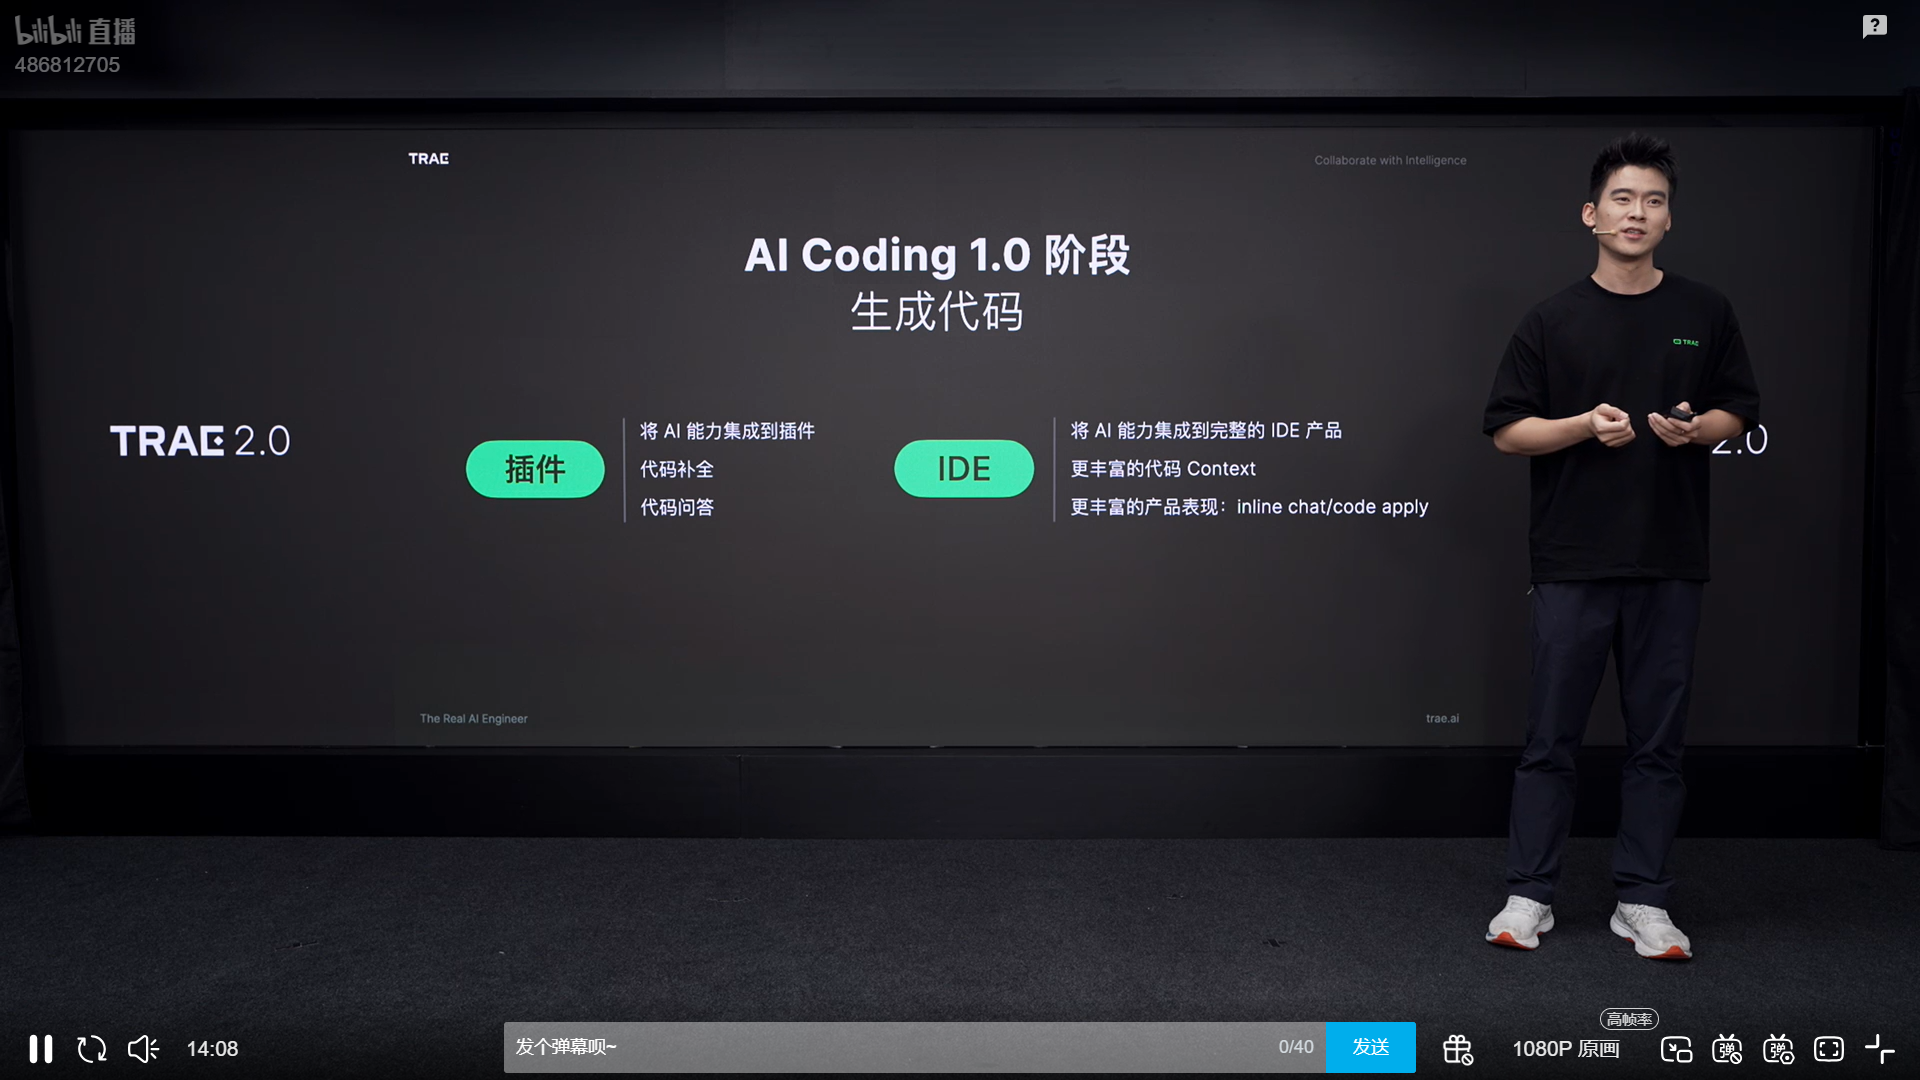 bilibili 直播
486812705
TRAE
Collaborate with Intelligence
AI Coding 1.0 阶段
生成代码
TRAE 2.0
插件
将 AI 能力集成到插件
代码补全
代码问答
IDE
将 AI 能力集成到完整的 IDE 产品
更丰富的代码 Context
更丰富的产品表现：inline chat/code apply
TRAE
2.0
The Real AI Engineer
trae.ai
14:08
发个弹幕呗~
0/40
发送
高帧率
1080P 原画
弹
弹